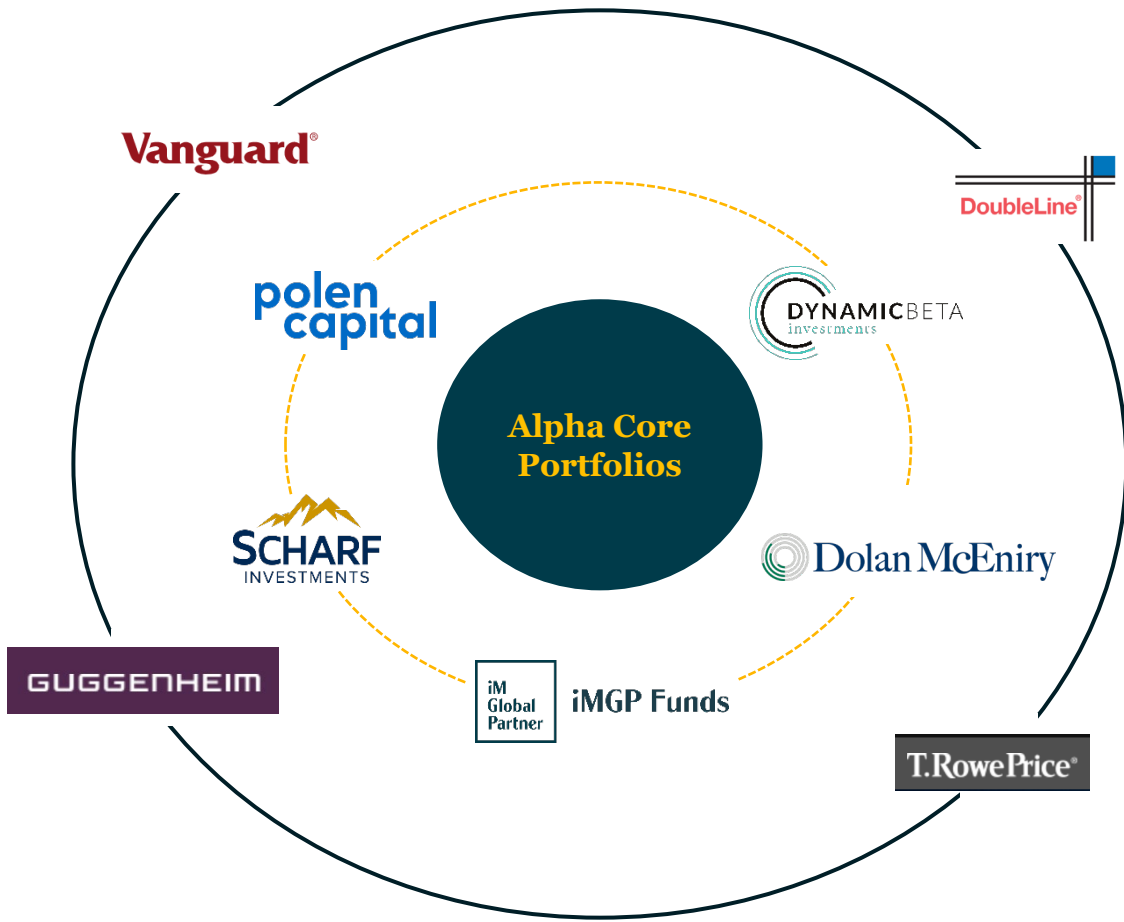 Vanguard®
DoubleLine®
polen
capital
DYNAMICBETA
investments
Alpha Core
Portfolios
SCHARF
INVESTMENTS
Dolan McEniry
GUGGENHEIM
iM
Global
Partner
iMGP Funds
T.RowePrice®